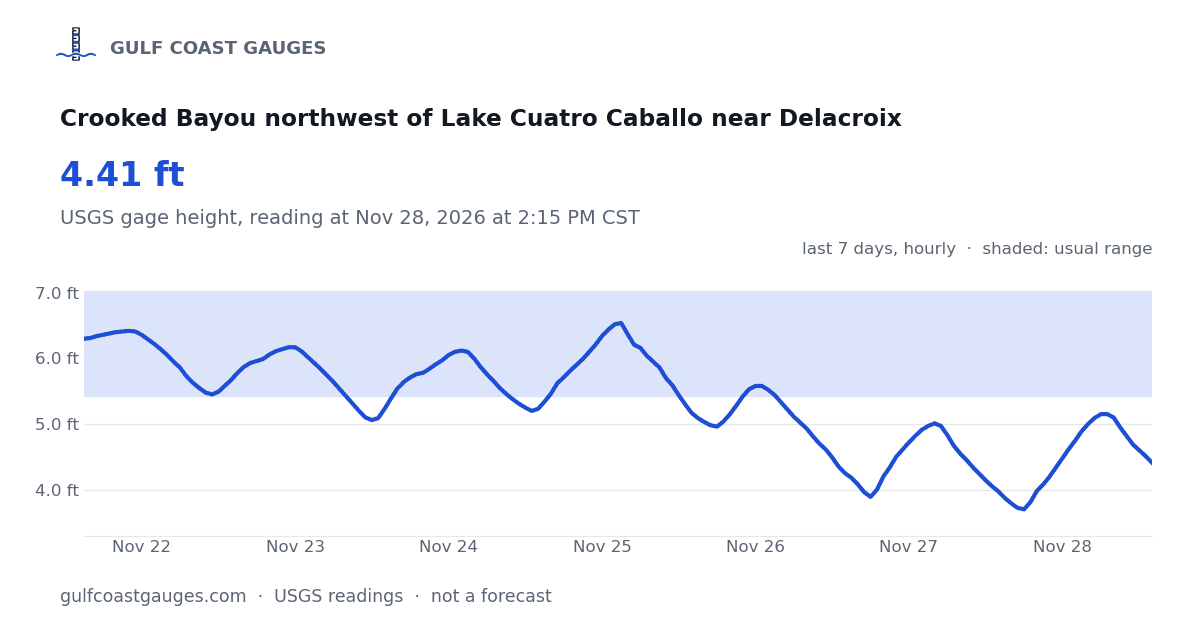 GULF COAST GAUGES
Crooked Bayou northwest of Lake Cuatro Caballo near Delacroix
4.41 ft
USGS gage height, reading at Nov 28, 2026 at 2:15 PM CST
last 7 days, hourly · shaded: usual range
7.0 ft
6.0 ft
5.0 ft
4.0 ft
Nov 22 Nov 23 Nov 24 Nov 25 Nov 26 Nov 27 Nov 28
gulfcoastgauges.com · USGS readings · not a forecast